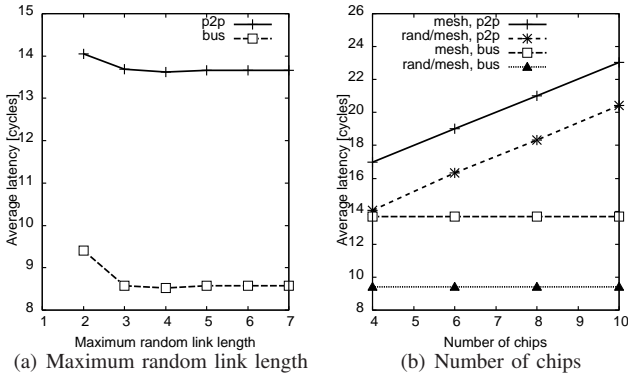 Average latency [cycles]
15
14
13
12
11
10
9
8
1 2 3 4 5 6 7
Maximum random link length
p2p
bus
(a) Maximum random link length
Average latency [cycles]
26
24
22
20
18
16
14
12
10
8
4 6 8 10
Number of chips
mesh, p2p
rand/mesh, p2p
mesh, bus
rand/mesh, bus
(b) Number of chips